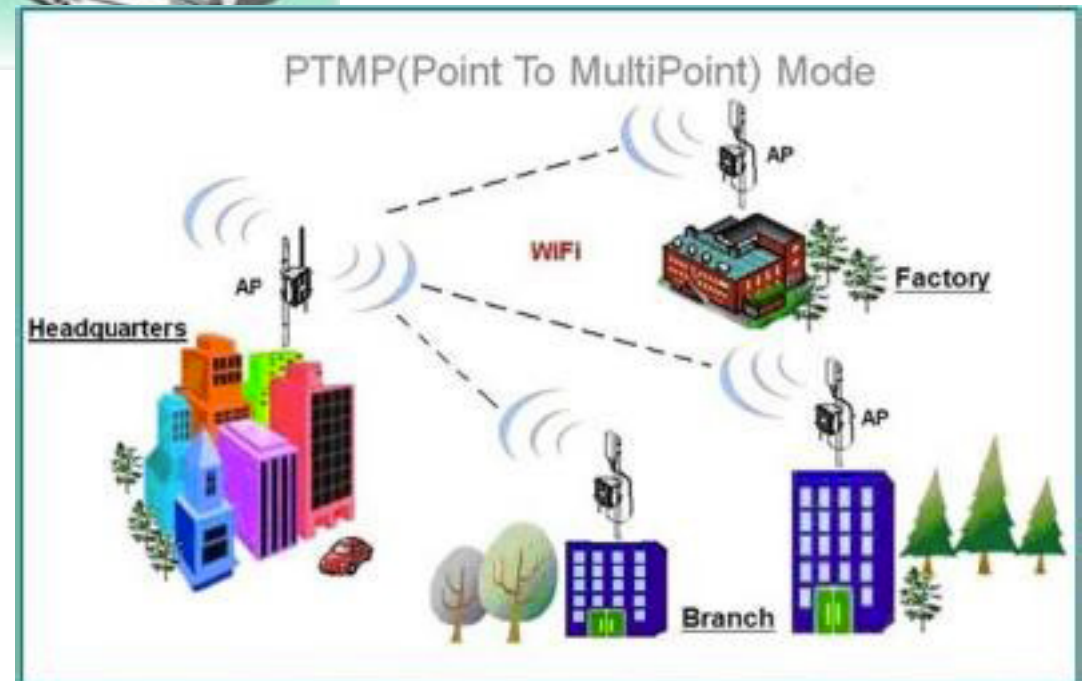 PTMP(Point To MultiPoint) Mode
AP
WiFi
AP
Factory
Headquarters
AP
Branch